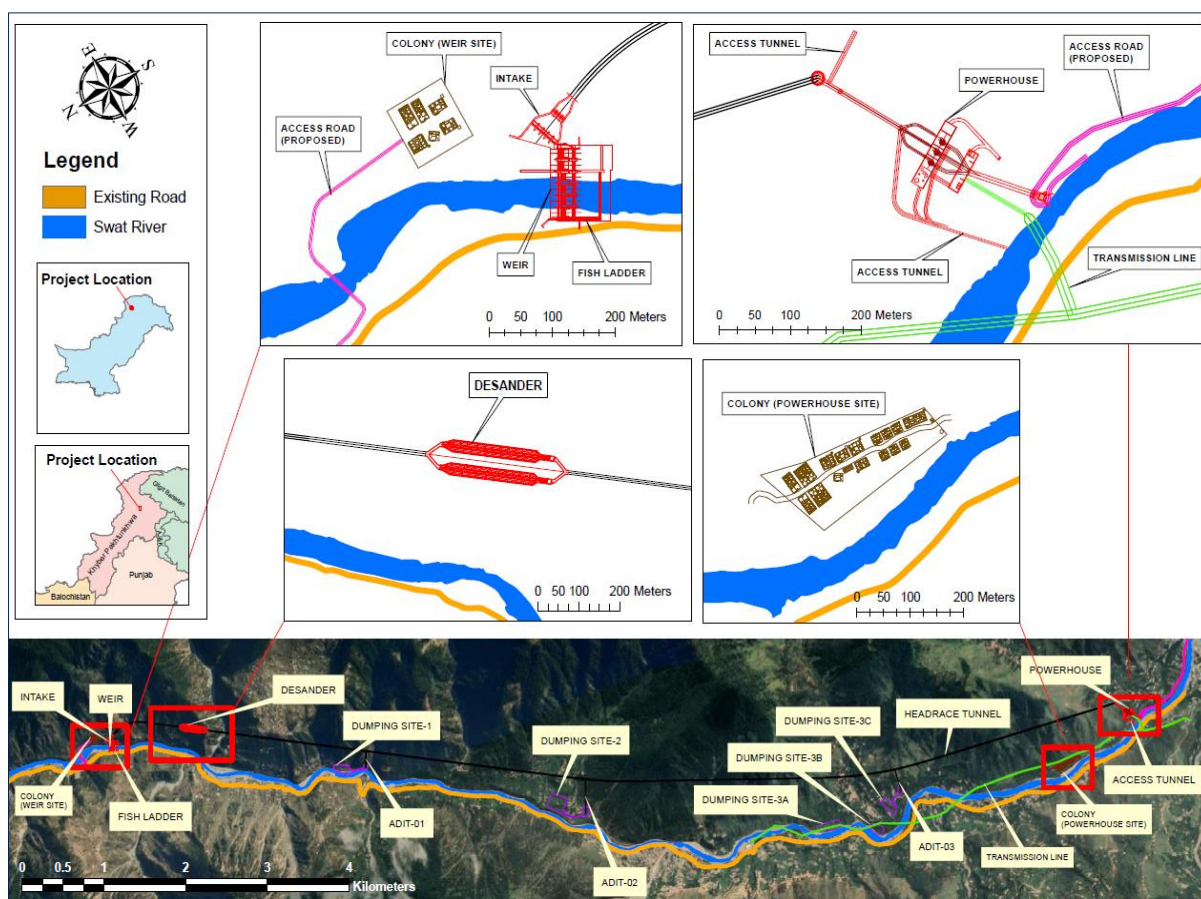 E
S
N
W
Legend
Existing Road
Swat River
Project Location
Project Location
Gilgit Baltistan
Khyber Pakhtunkhwa
Punjab
Balochistan
COLONY (WEIR SITE)
INTAKE
ACCESS ROAD
(PROPOSED)
WEIR
FISH LADDER
0 50 100 200 Meters
ACCESS TUNNEL
POWERHOUSE
ACCESS ROAD
(PROPOSED)
ACCESS TUNNEL
TRANSMISSION LINE
0 50 100 200 Meters
DESANDER
0 50 100 200 Meters
COLONY (POWERHOUSE SITE)
0 50 100 200 Meters
INTAKE
WEIR
DESANDER
DUMPING SITE-1
DUMPING SITE-2
DUMPING SITE-3C
DUMPING SITE-3B
DUMPING SITE-3A
HEADRACE TUNNEL
POWERHOUSE
ACCESS TUNNEL
COLONY
(WEIR SITE)
FISH LADDER
ADIT-01
ADIT-02
ADIT-03
TRANSMISSION LINE
COLONY
(POWERHOUSE SITE)
0 0.5 1 2 3 4
Kilometers